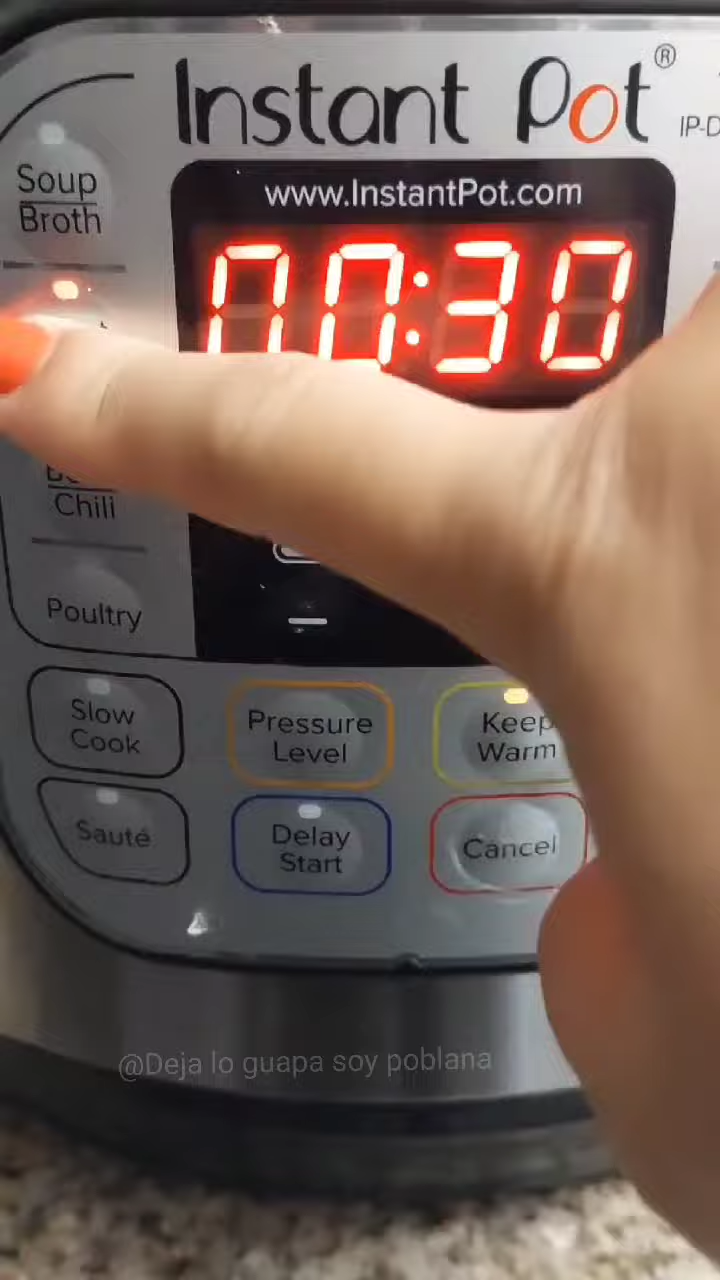 Instant Pot®
IP-D
www.InstantPot.com
00:30
Soup
Broth
Chili
Poultry
Slow
Cook
Pressure
Level
Keep
Warm
Sauté
Delay
Start
Cancel
@Deja lo guapa soy poblana